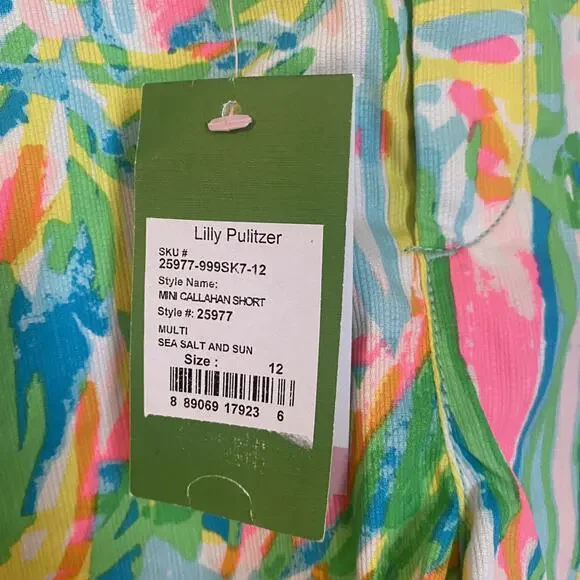 Lilly Pulitzer
SKU #
25977-999SK7-12
Style Name:
MINI CALLAHAN SHORT
Style #: 25977
MULTI
SEA SALT AND SUN
Size : 12
8 89069 17923 6